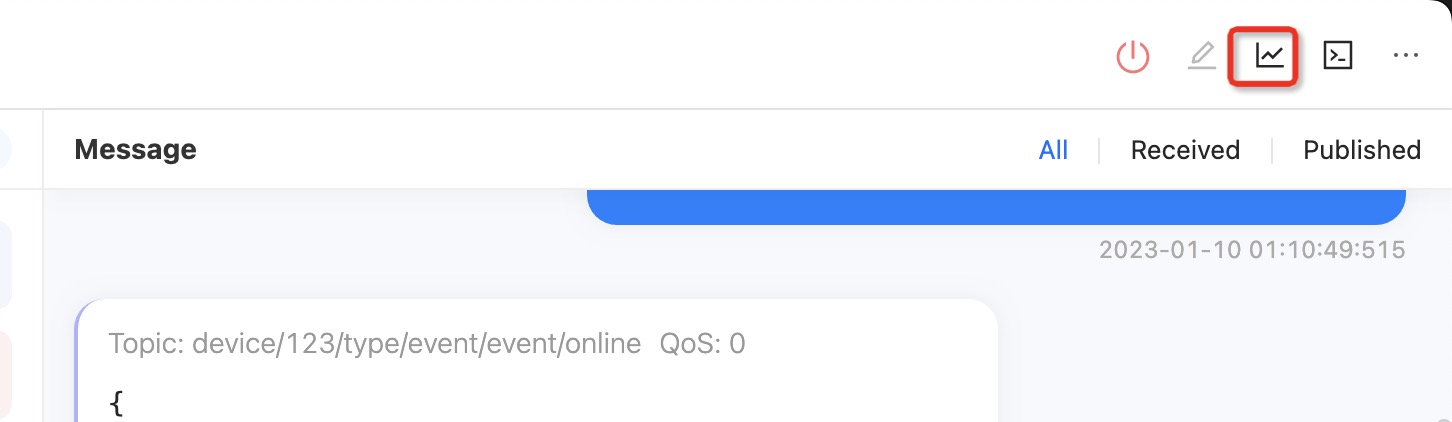 Message
All
Received
Published
2023-01-10 01:10:49:515
Topic: device/123/type/event/event/online QoS: 0
{